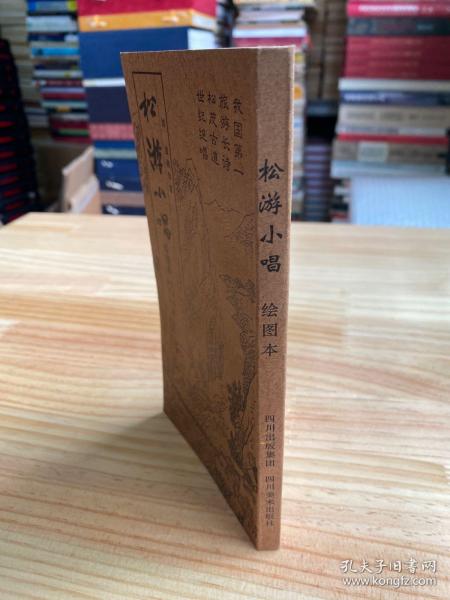 我国第一
旅游长诗
松茂古道
世纪绝唱
松游小唱
松游小唱 绘图本
四川出版集团 四川美术出版社
孔夫子旧书网
www.kongfz.com